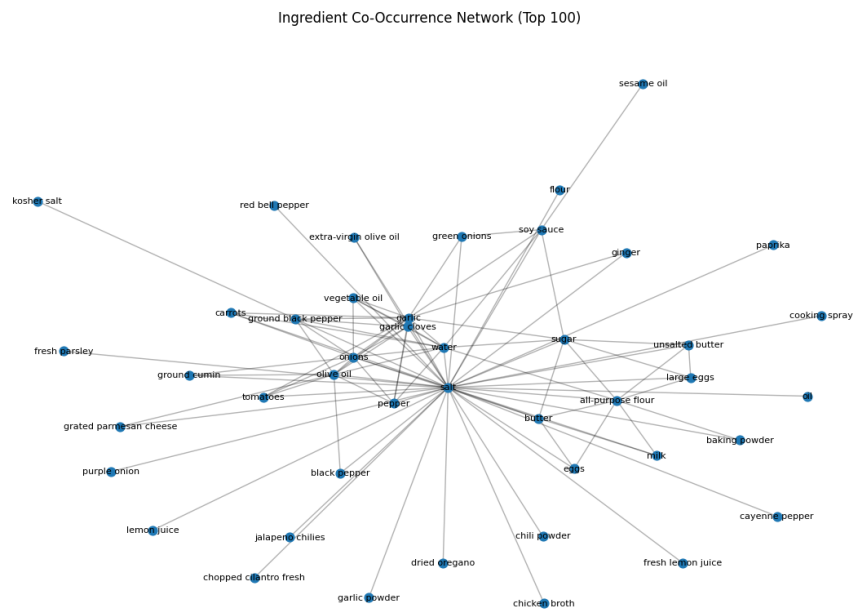 Ingredient Co-Occurrence Network (Top 100)
sesame oil
flour
kosher salt
red bell pepper
soy sauce
extra-virgin olive oil
green onions
paprika
ginger
vegetable oil
carrots
cooking spray
garlic
ground black pepper
garlic cloves
sugar
unsalted butter
water
fresh parsley
onions
olive oil
ground cumin
large eggs
salt
oil
tomatoes
all-purpose flour
pepper
butter
grated parmesan cheese
baking powder
milk
eggs
purple onion
black pepper
cayenne pepper
lemon juice
chili powder
jalapeno chilies
dried oregano
fresh lemon juice
chopped cilantro fresh
garlic powder
chicken broth